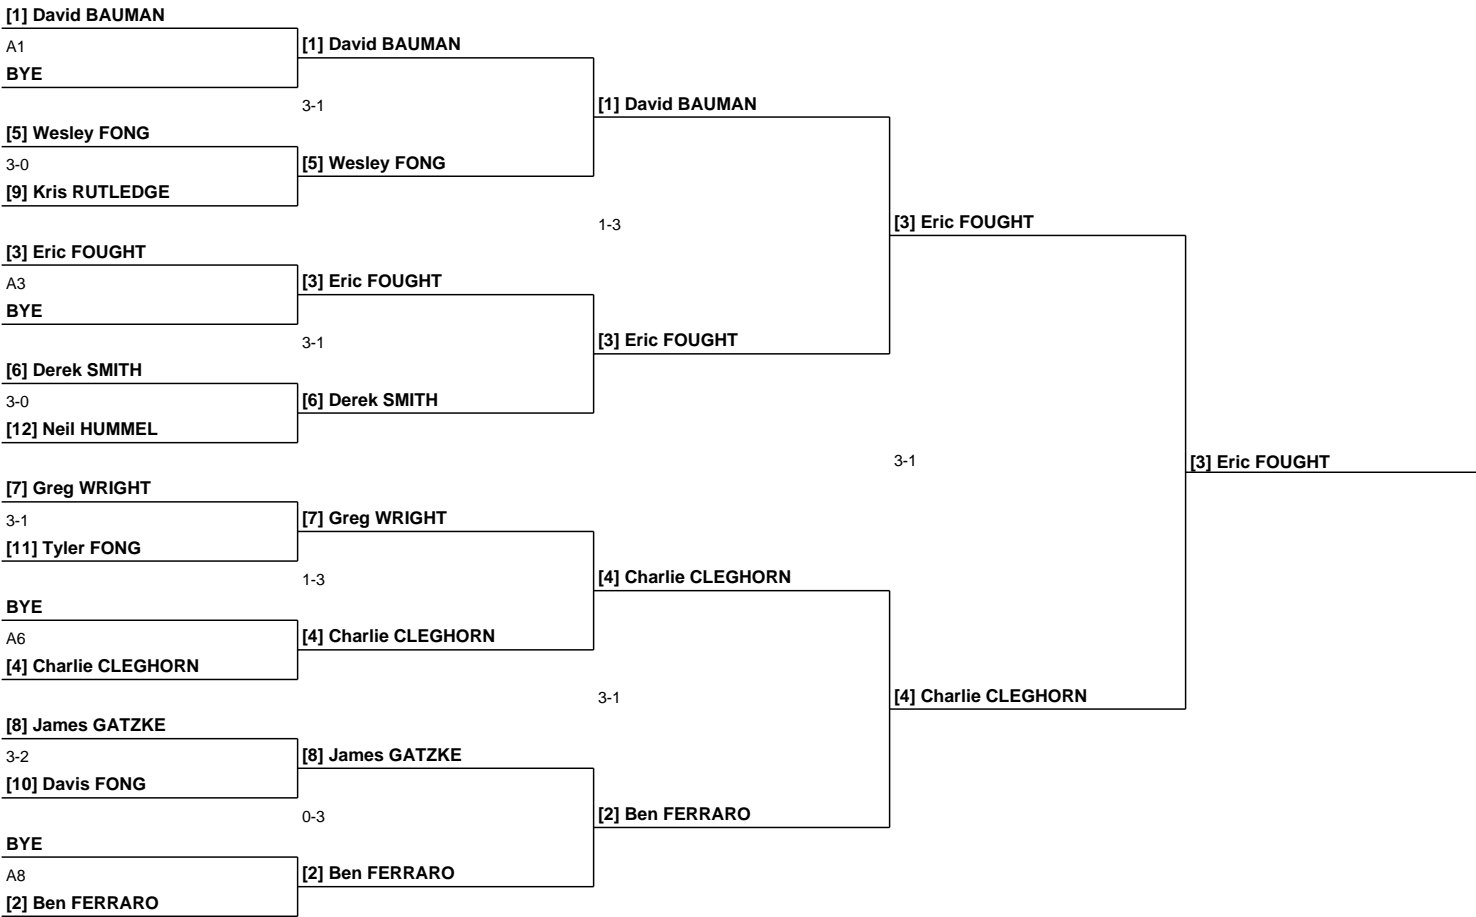 [1] David BAUMAN
A1
BYE
[5] Wesley FONG
3-0
[9] Kris RUTLEDGE
[3] Eric FOUGHT
A3
BYE
[6] Derek SMITH
3-0
[12] Neil HUMMEL
[7] Greg WRIGHT
3-1
[11] Tyler FONG
BYE
A6
[4] Charlie CLEGHORN
[8] James GATZKE
3-2
[10] Davis FONG
BYE
A8
[2] Ben FERRARO
[1] David BAUMAN
3-1
[5] Wesley FONG
[3] Eric FOUGHT
3-1
[6] Derek SMITH
[7] Greg WRIGHT
1-3
[4] Charlie CLEGHORN
[8] James GATZKE
0-3
[2] Ben FERRARO
[1] David BAUMAN
1-3
[3] Eric FOUGHT
[4] Charlie CLEGHORN
3-1
[2] Ben FERRARO
[3] Eric FOUGHT
3-1
[4] Charlie CLEGHORN
[3] Eric FOUGHT